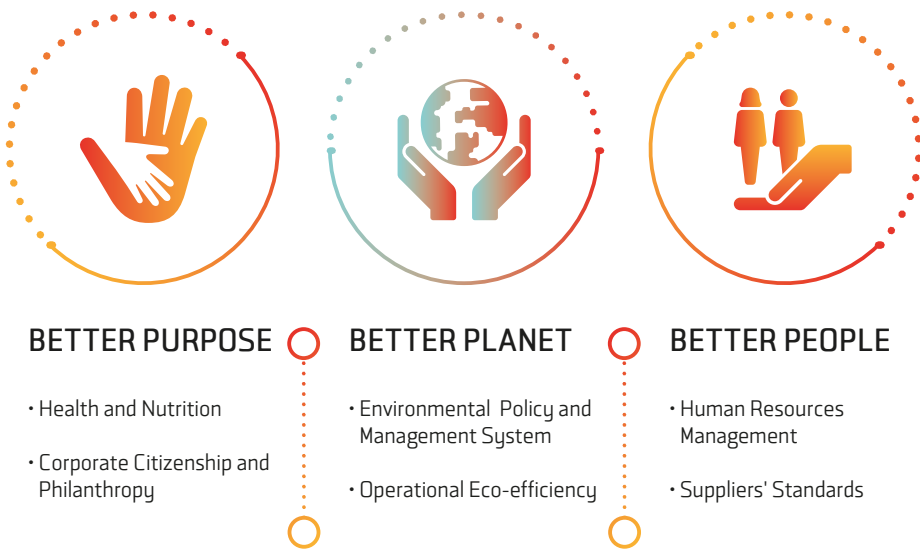 BETTER PURPOSE
• Health and Nutrition
• Corporate Citizenship and
Philanthropy
BETTER PLANET
• Environmental Policy and
Management System
• Operational Eco-efficiency
BETTER PEOPLE
• Human Resources
Management
• Suppliers' Standards